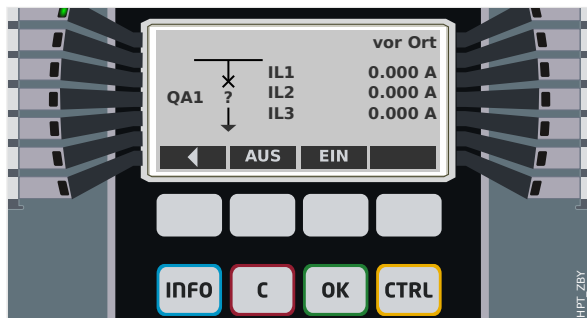 vor Ort
IL1 0.000 A
QA1 ? IL2 0.000 A
IL3 0.000 A
AUS EIN
INFO C OK CTRL
HPT_ZBY